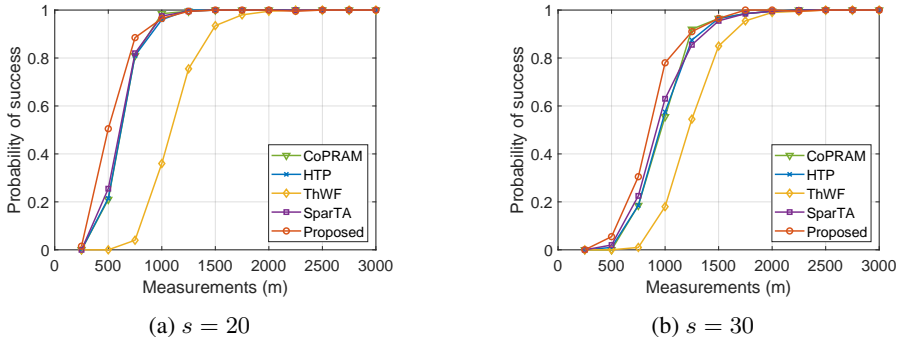 Probability of success
1
0.8
0.6
0.4
0.2
0
0 500 1000 1500 2000 2500 3000
Measurements (m)
CoPRAM
HTP
ThWF
SparTA
Proposed
(a) s = 20
Probability of success
1
0.8
0.6
0.4
0.2
0
0 500 1000 1500 2000 2500 3000
Measurements (m)
CoPRAM
HTP
ThWF
SparTA
Proposed
(b) s = 30